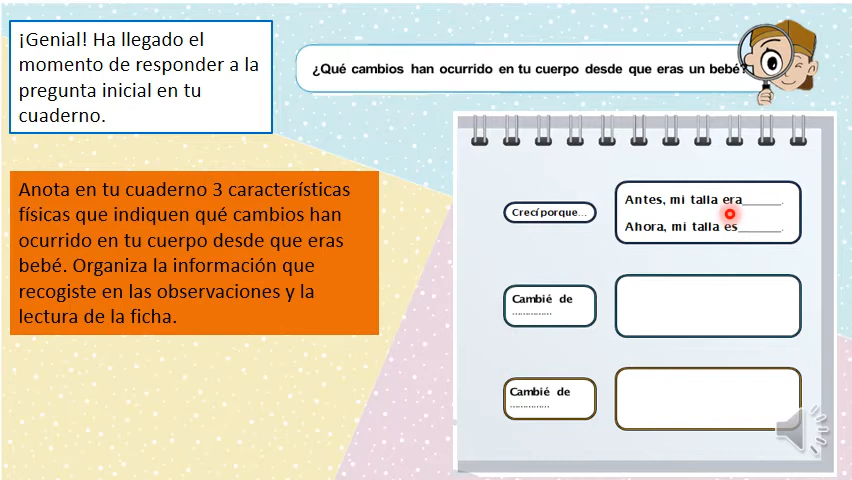 ¡Genial! Ha llegado el
momento de responder a la
pregunta inicial en tu
cuaderno.
¿Qué cambios han ocurrido en tu cuerpo desde que eras un bebé?
Anota en tu cuaderno 3 características
físicas que indiquen qué cambios han
ocurrido en tu cuerpo desde que eras
bebé. Organiza la información que
recogiste en las observaciones y la
lectura de la ficha.
Crecí porque...
Antes, mi talla era______.
Ahora, mi talla es______.
Cambié de
...............
Cambié de
...............